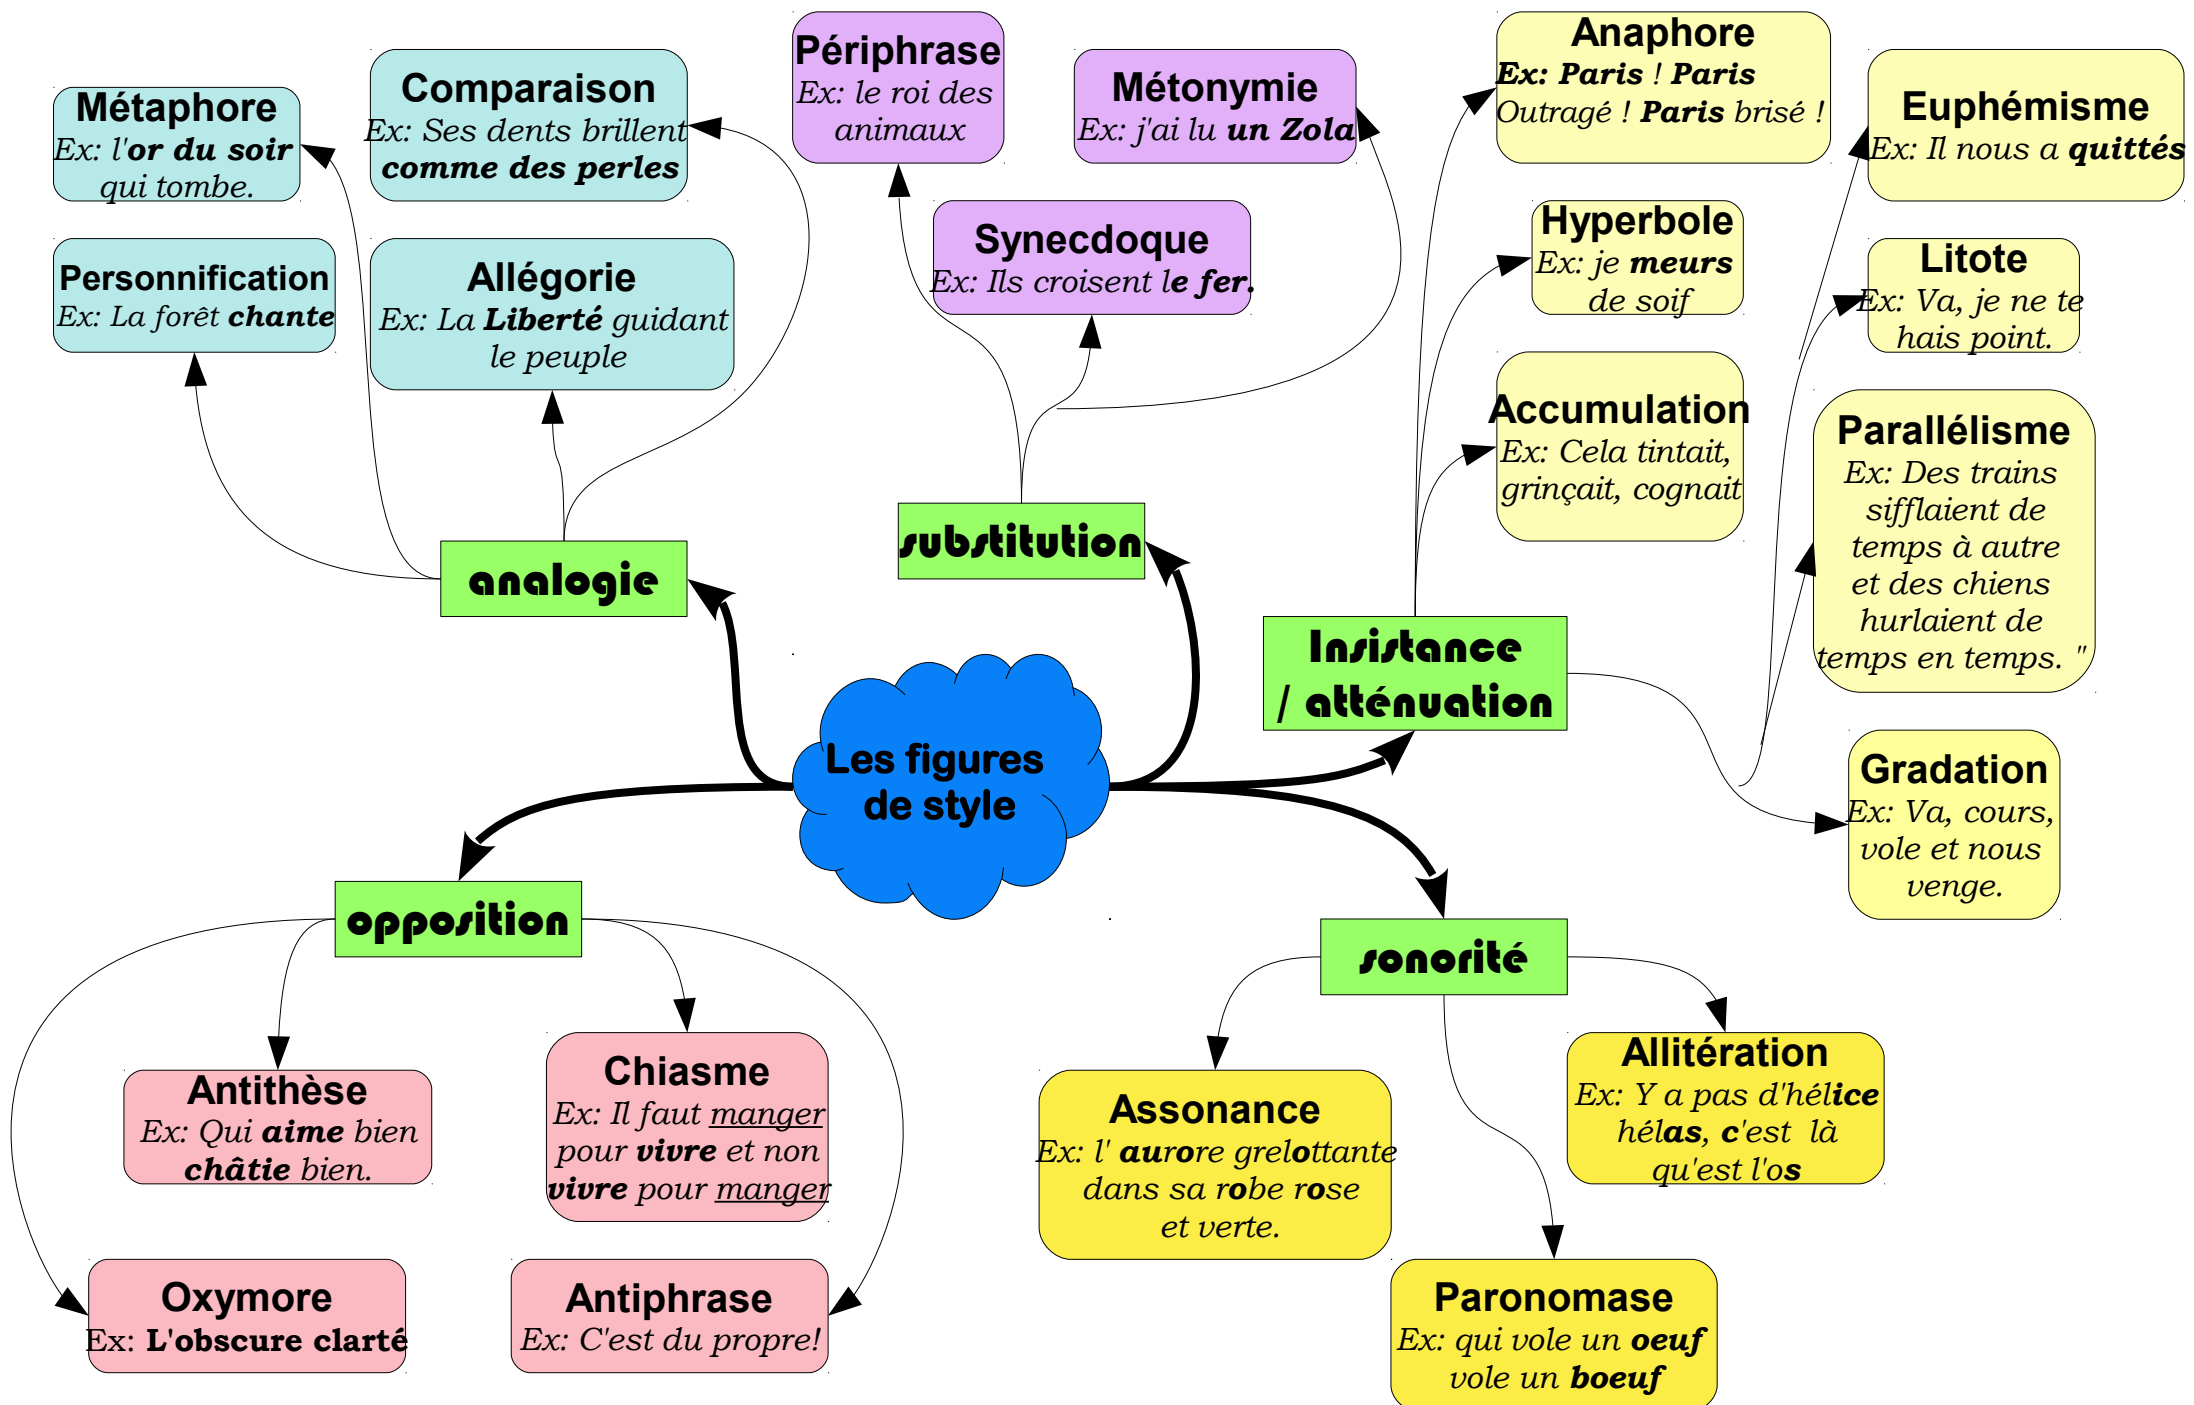 Métaphore
Ex: l'or du soir
qui tombe.
Comparaison
Ex: Ses dents brillent
comme des perles
Personnification
Ex: La forêt chante
Allégorie
Ex: La Liberté guidant
le peuple
analogie
Périphrase
Ex: le roi des
animaux
Métonymie
Ex: j'ai lu un Zola
Synecdoque
Ex: Ils croisent le fer.
substitution
Anaphore
Ex: Paris ! Paris
Outragé ! Paris brisé !
Hyperbole
Ex: je meurs
de soif
Accumulation
Ex: Cela tintait,
grinçait, cognait
Euphémisme
Ex: Il nous a quittés
Litote
Ex: Va, je ne te
hais point.
Parallélisme
Ex: Des trains
sifflaient de
temps à autre
et des chiens
hurlaient de
temps en temps. "
Gradation
Ex: Va, cours,
vole et nous
venge.
Insistance
/ atténuation
Les figures
de style
opposition
Antithèse
Ex: Qui aime bien
châtie bien.
Chiasme
Ex: Il faut manger
pour vivre et non
vivre pour manger
Oxymore
Ex: L'obscure clarté
Antiphrase
Ex: C'est du propre!
sonorité
Assonance
Ex: l' aurore grelottante
dans sa robe rose
et verte.
Allitération
Ex: Y a pas d'hélice
hélas, c'est là
qu'est l'os
Paronomase
Ex: qui vole un oeuf
vole un boeuf